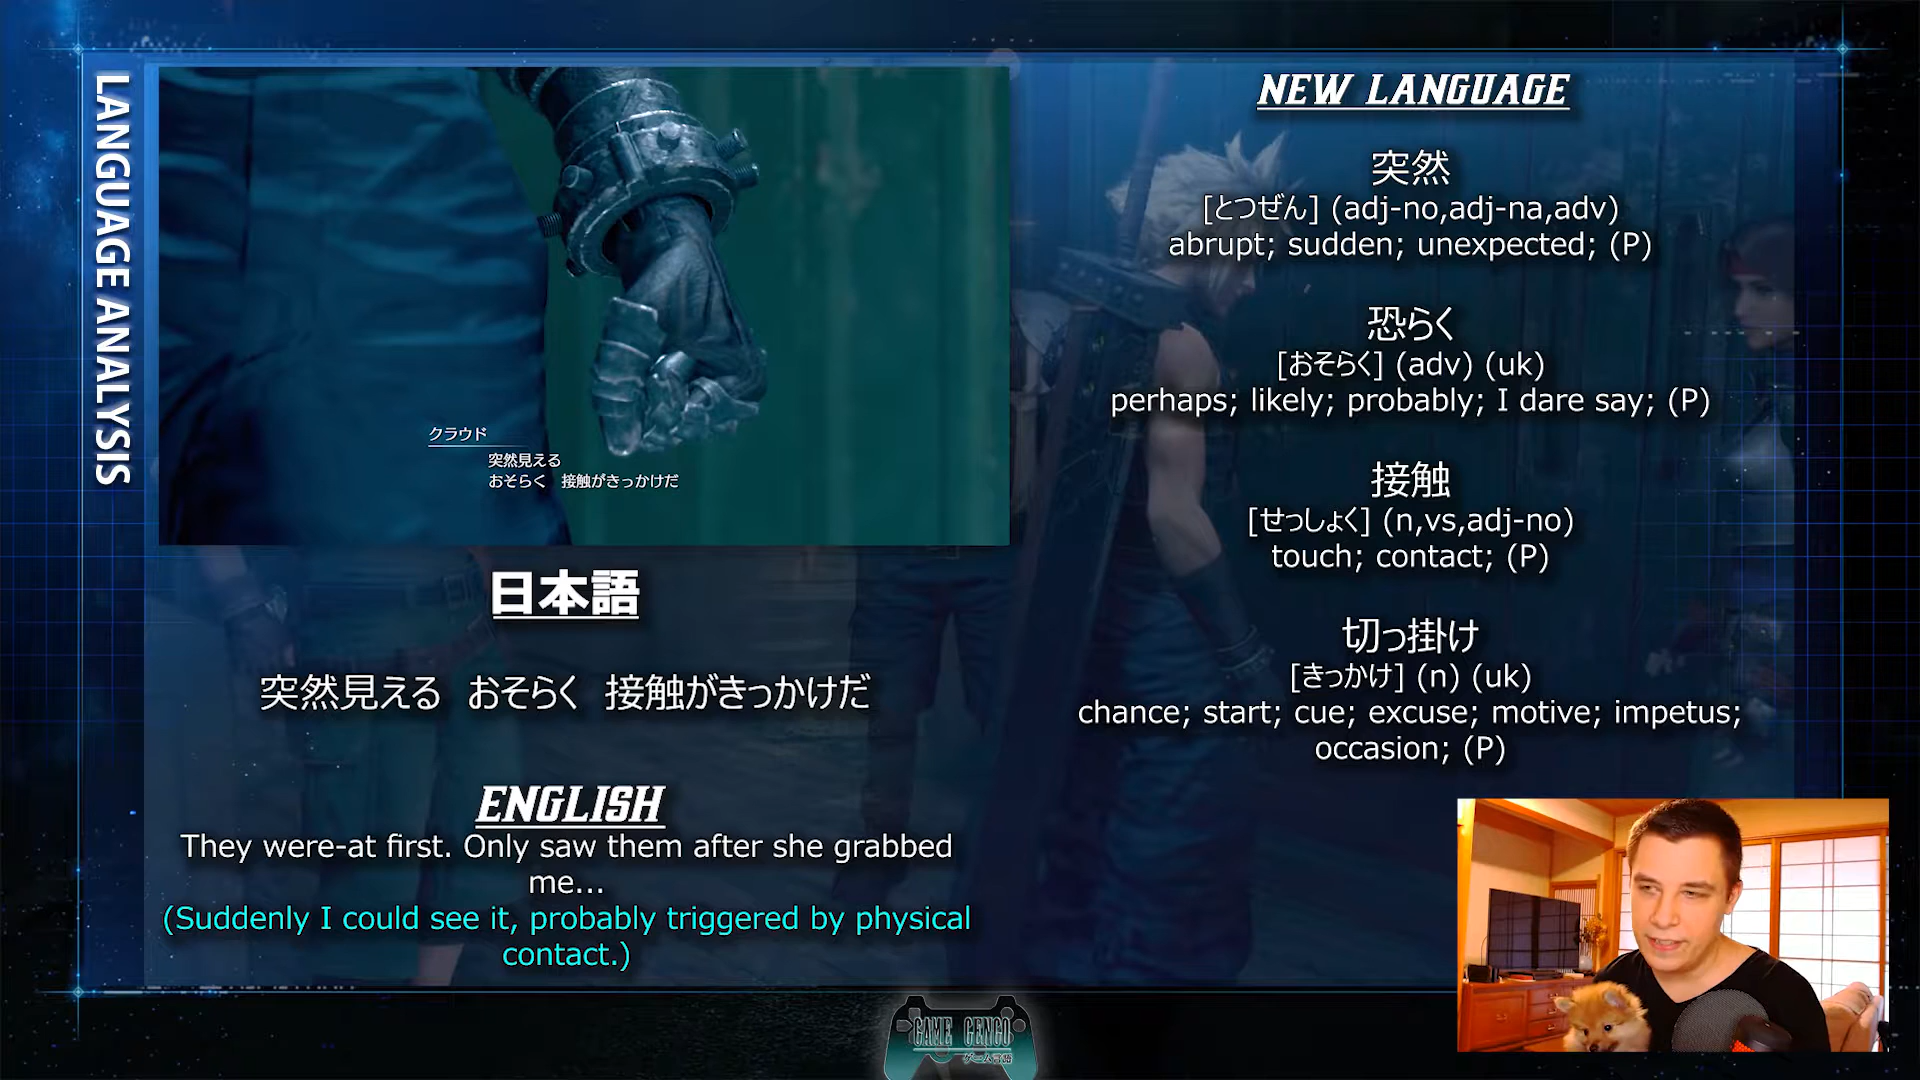 LANGUAGE ANALYSIS
クラウド
突然見える
おそらく　接触がきっかけだ
日本語
突然見える　おそらく　接触がきっかけだ
ENGLISH
They were-at first. Only saw them after she grabbed
me...
(Suddenly I could see it, probably triggered by physical
contact.)
NEW LANGUAGE
突然
[とつぜん] (adj-no,adj-na,adv)
abrupt; sudden; unexpected; (P)
恐らく
[おそらく] (adv) (uk)
perhaps; likely; probably; I dare say; (P)
接触
[せっしょく] (n,vs,adj-no)
touch; contact; (P)
切っ掛け
[きっかけ] (n) (uk)
chance; start; cue; excuse; motive; impetus;
occasion; (P)
GAME GENGO
ゲーム言語